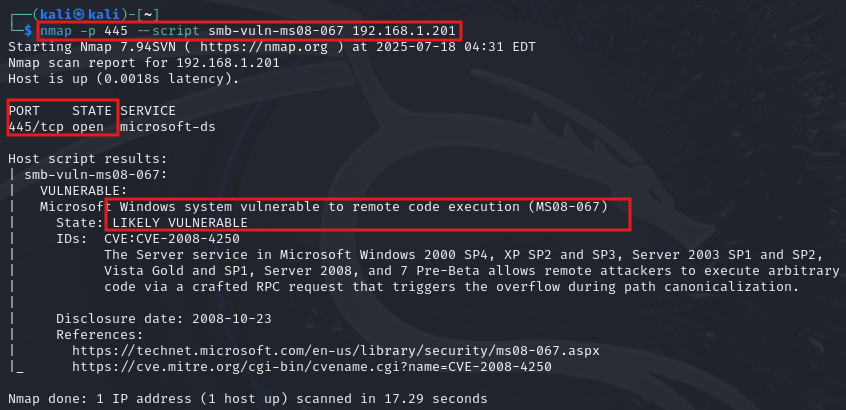 ┌──(kali㉿kali)-[~]
└─$ nmap -p 445 --script smb-vuln-ms08-067 192.168.1.201
Starting Nmap 7.94SVN ( https://nmap.org ) at 2025-07-18 04:31 EDT
Nmap scan report for 192.168.1.201
Host is up (0.0018s latency).

PORT    STATE SERVICE
445/tcp open  microsoft-ds

Host script results:
| smb-vuln-ms08-067:
|   VULNERABLE:
|   Microsoft Windows system vulnerable to remote code execution (MS08-067)
|     State: LIKELY VULNERABLE
|     IDs:  CVE:CVE-2008-4250
|           The Server service in Microsoft Windows 2000 SP4, XP SP2 and SP3, Server 2003 SP1 and SP2,
|           Vista Gold and SP1, Server 2008, and 7 Pre-Beta allows remote attackers to execute arbitrary
|           code via a crafted RPC request that triggers the overflow during path canonicalization.
|
|     Disclosure date: 2008-10-23
|     References:
|       https://technet.microsoft.com/en-us/library/security/ms08-067.aspx
|_      https://cve.mitre.org/cgi-bin/cvename.cgi?name=CVE-2008-4250

Nmap done: 1 IP address (1 host up) scanned in 17.29 seconds